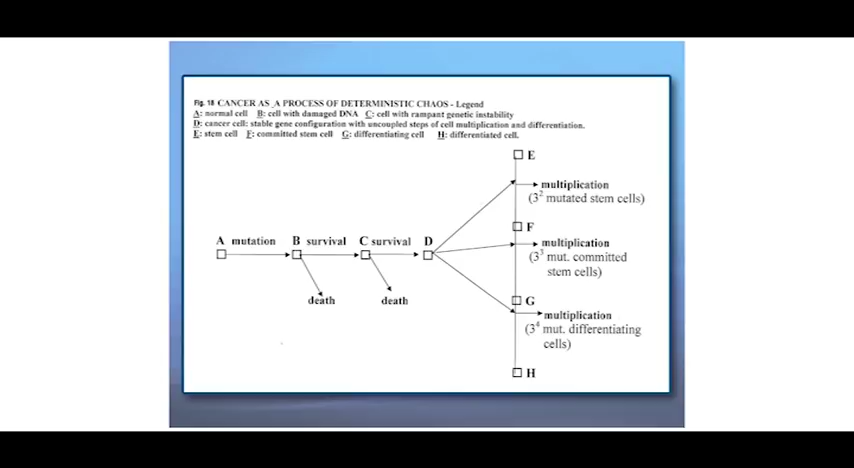 Fig. 18 CANCER AS A PROCESS OF DETERMINISTIC CHAOS - Legend
A: normal cell B: cell with damaged DNA C: cell with rampant genetic instability
D: cancer cell: stable gene configuration with uncoupled steps of cell multiplication and differentiation.
E: stem cell F: committed stem cell G: differentiating cell H: differentiated cell.
E
multiplication
(3² mutated stem cells)
F
A mutation B survival C survival D
multiplication
(3³ mut. committed
stem cells)
death death
G
multiplication
(3⁴ mut. differentiating
cells)
H